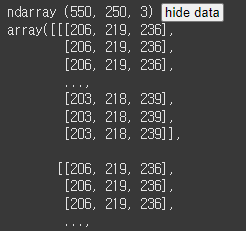 ndarray (550, 250, 3) hide data
array([[[206, 219, 236],
[206, 219, 236],
[206, 219, 236],
...,
[203, 218, 239],
[203, 218, 239],
[203, 218, 239]],
[[206, 219, 236],
[206, 219, 236],
[206, 219, 236],
...,